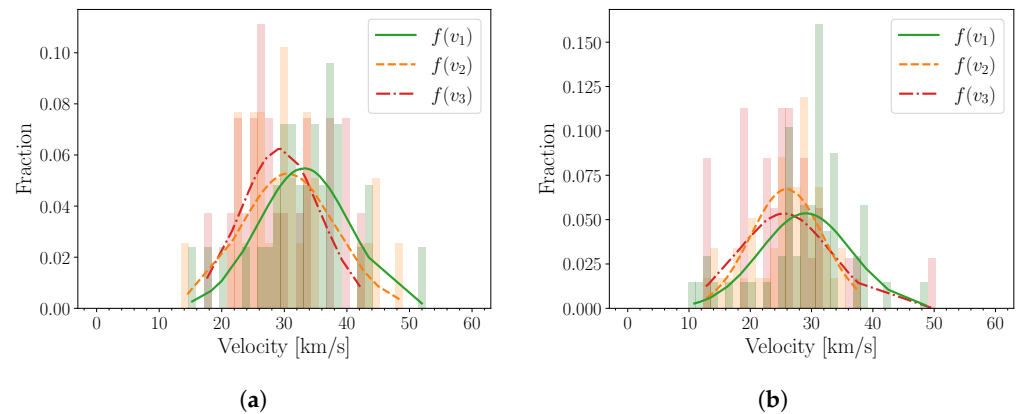 f(v₁)
f(v₂)
f(v₃)
0.10
0.08
0.06
0.04
0.02
0.00
Fraction
0 10 20 30 40 50 60
Velocity [km/s]
(a)
f(v₁)
f(v₂)
f(v₃)
0.150
0.125
0.100
0.075
0.050
0.025
0.000
Fraction
0 10 20 30 40 50 60
Velocity [km/s]
(b)